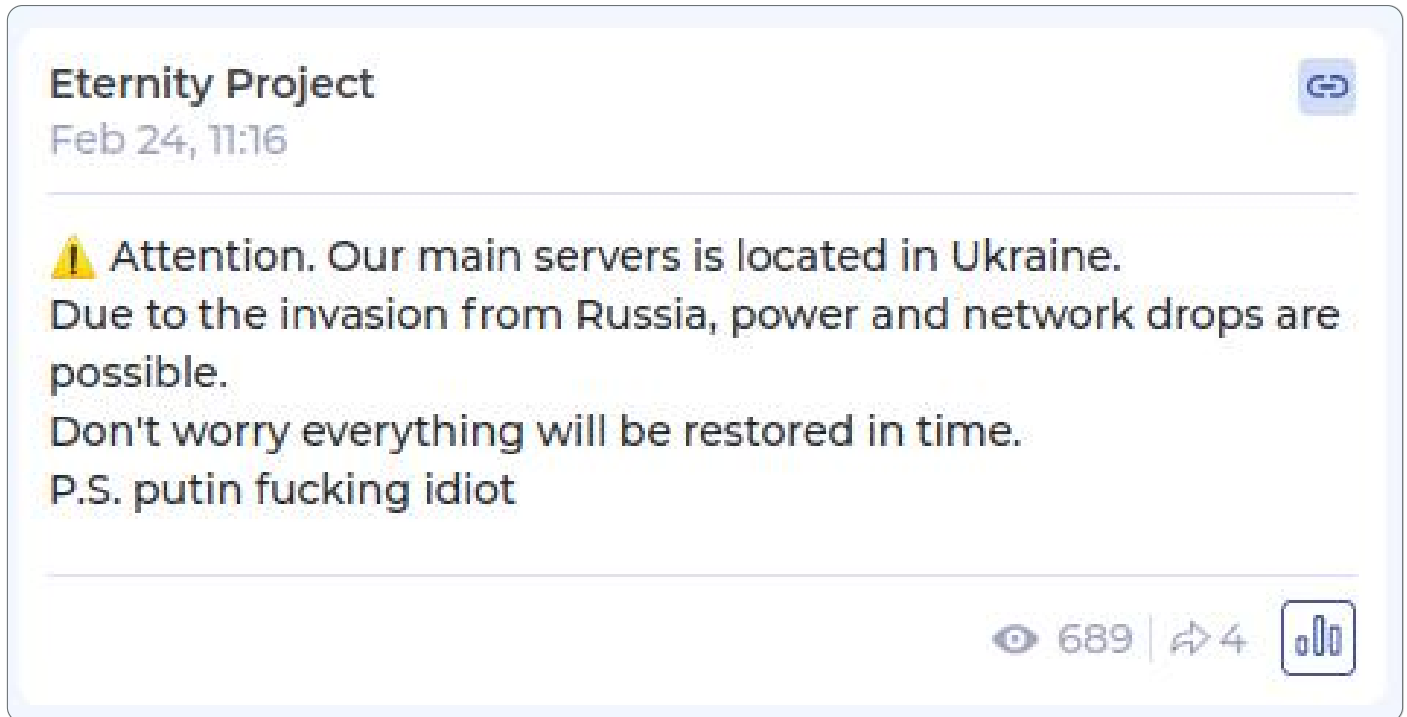 Eternity Project
Feb 24, 11:16
⚠️ Attention. Our main servers is located in Ukraine.
Due to the invasion from Russia, power and network drops are
possible.
Don't worry everything will be restored in time.
P.S. putin fucking idiot
689 4